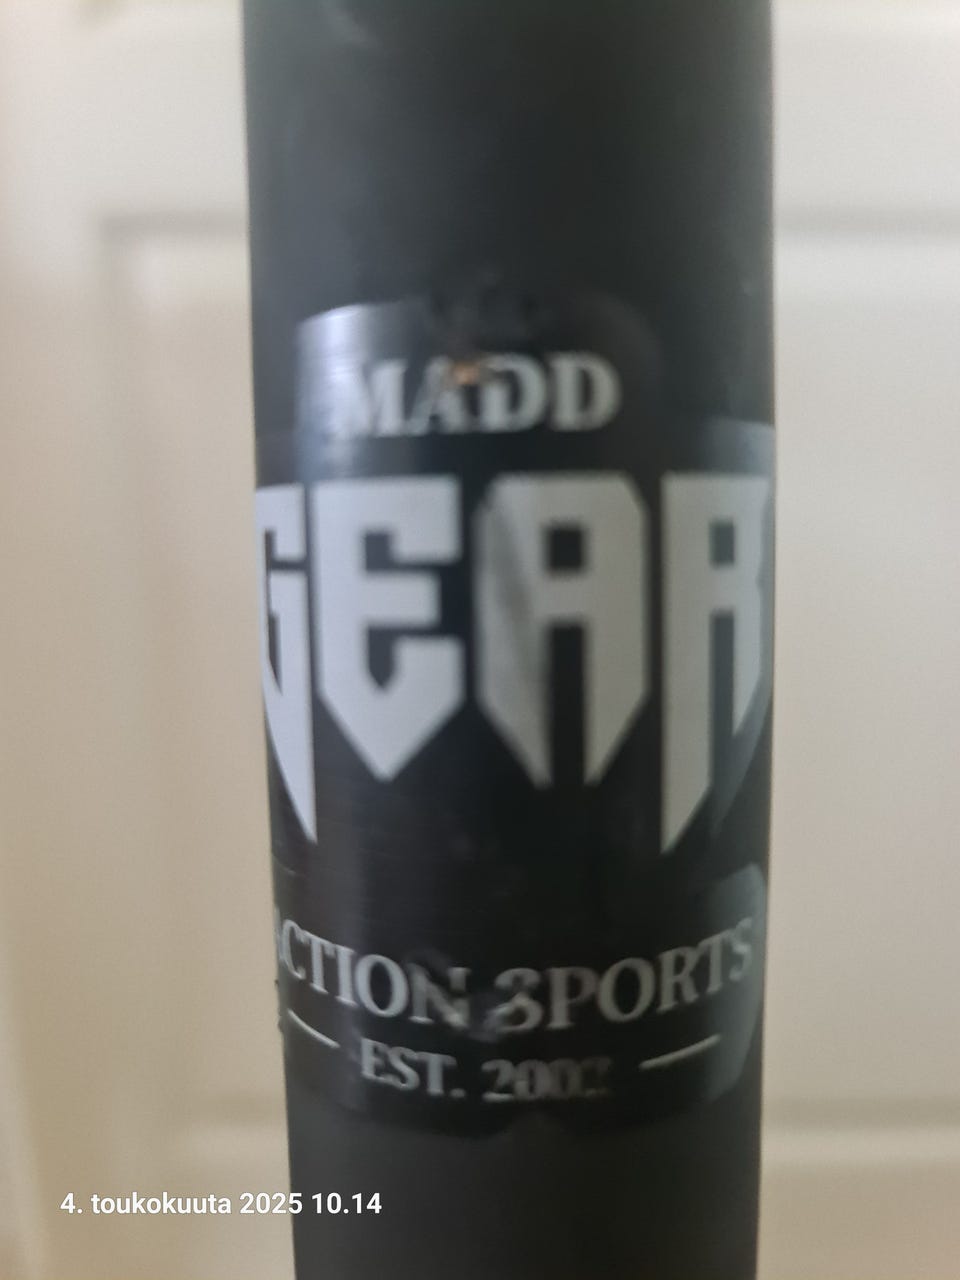 MADD
GEAR
ACTION SPORTS
EST. 2002
4. toukokuuta 2025 10.14